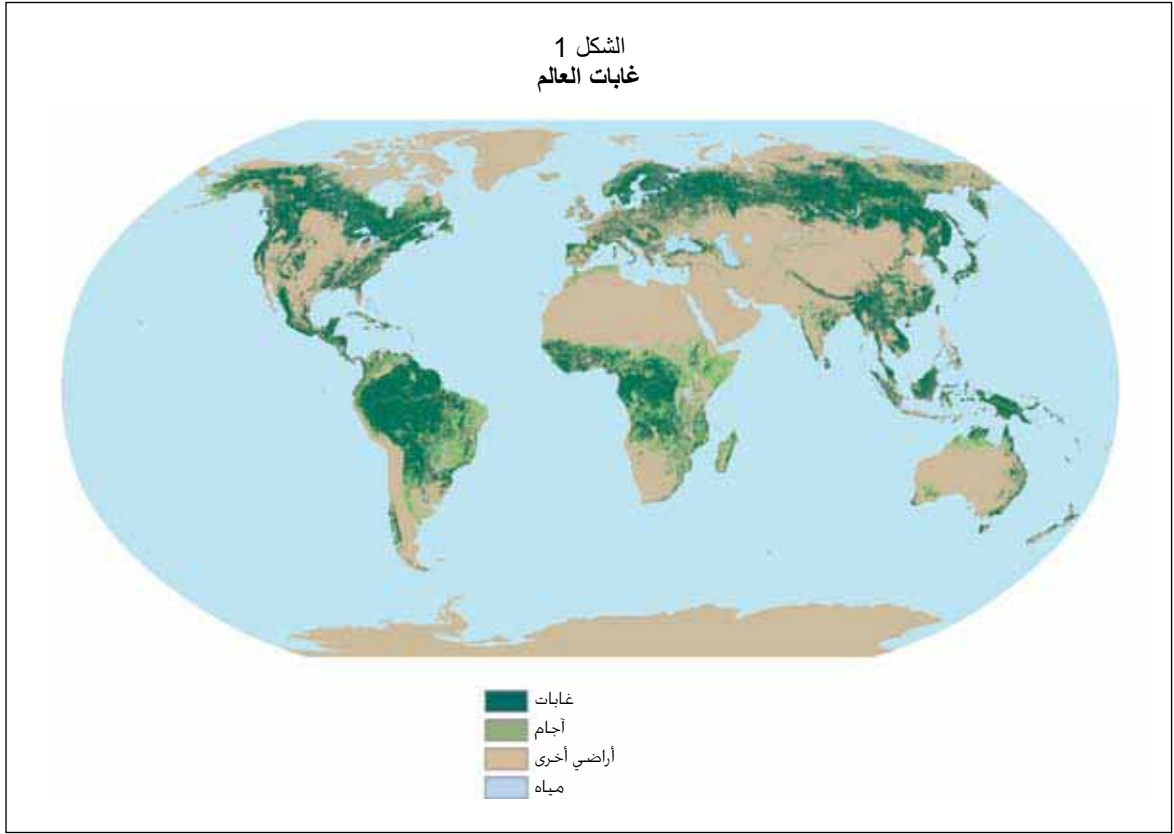 الشكل 1
غابات العالم
غابات
آجام
أراضي أخرى
مياه